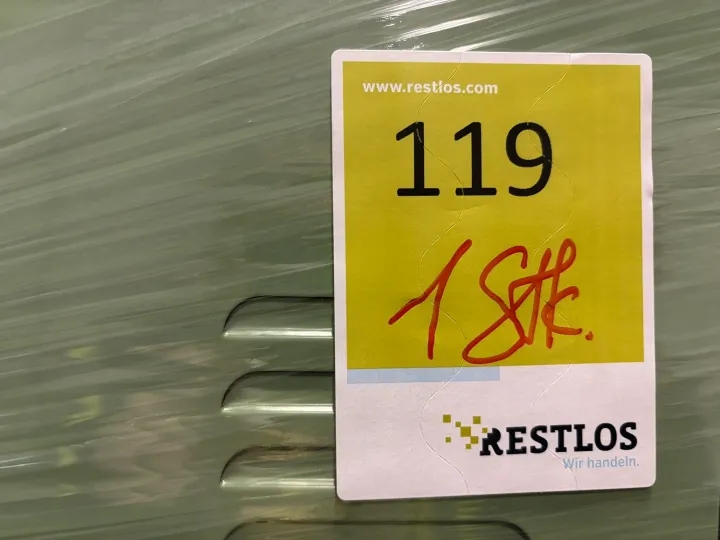 www.restlos.com
119
1 Stk.
RESTLOS
Wir handeln.